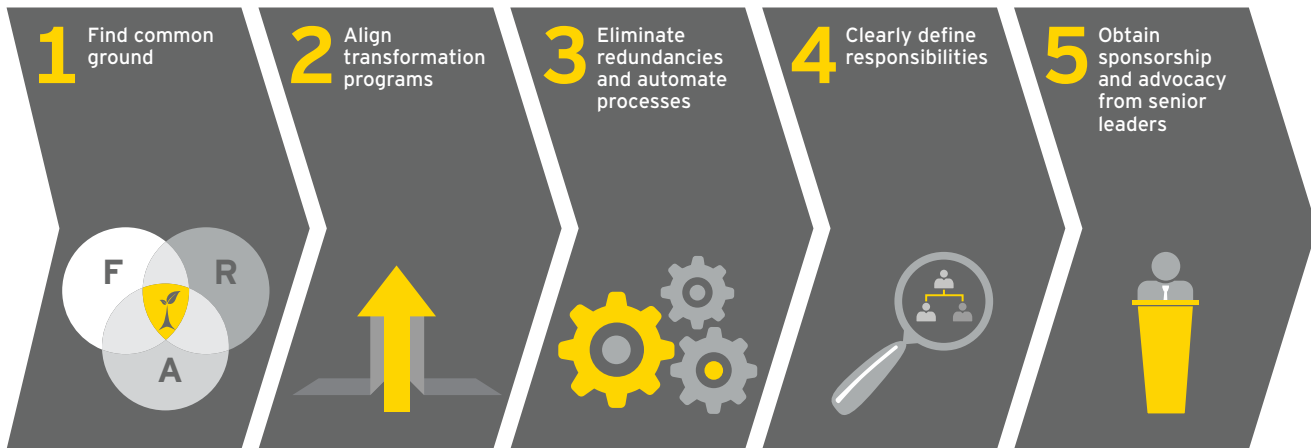 1
Find common
ground
2
Align
transformation
programs
3
Eliminate
redundancies
and automate
processes
4
Clearly define
responsibilities
5
Obtain
sponsorship
and advocacy
from senior
leaders
F
R
A